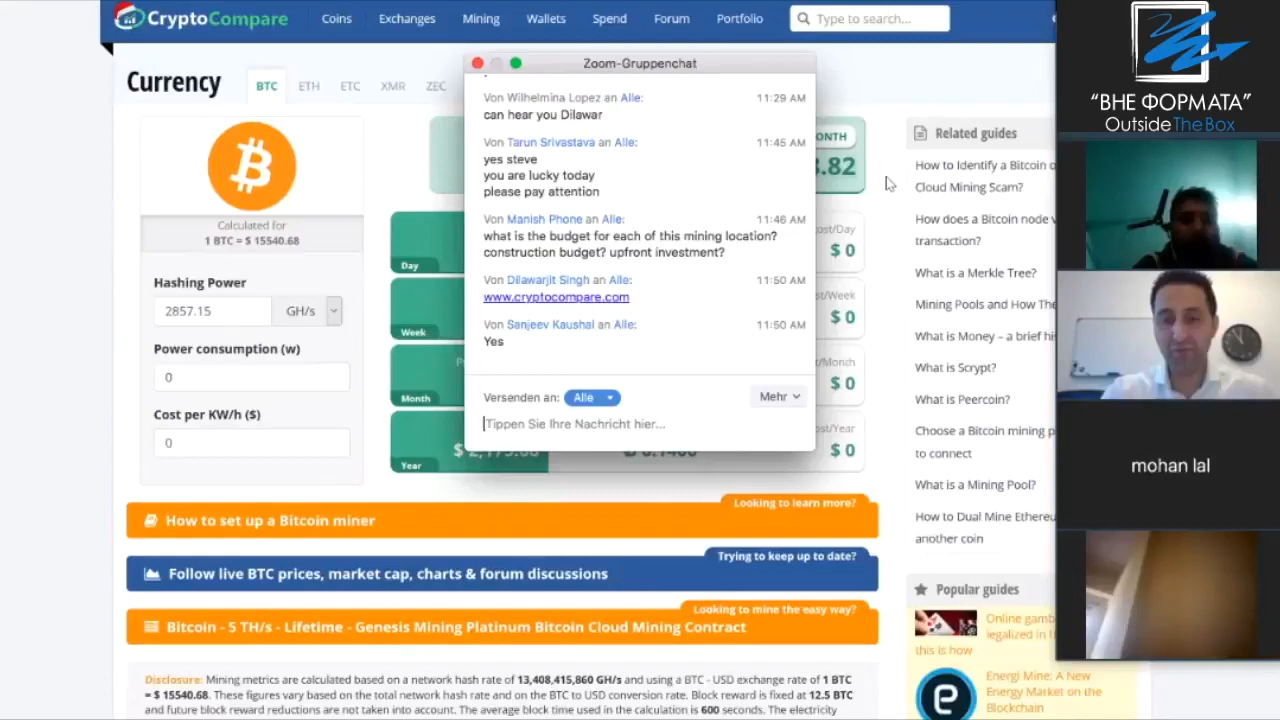 CryptoCompare
Coins
Exchanges
Mining
Wallets
Spend
Forum
Portfolio
Type to search...
Currency
BTC
ETH
ETC
XMR
ZEC
Calculated for
1 BTC = $ 15540.68
Hashing Power
2857.15
GH/s
Power consumption (w)
0
Cost per KW/h ($)
0
Day
Week
Month
Year
Zoom-Gruppenchat
Von Wilhelmina Lopez an Alle:
11:29 AM
can hear you Dilawar
Von Tarun Srivastava an Alle:
11:45 AM
yes steve
you are lucky today
please pay attention
Von Manish Phone an Alle:
11:46 AM
what is the budget for each of this mining location?
construction budget? upfront investment?
Von Dilawarjit Singh an Alle:
11:50 AM
www.cryptocompare.com
Von Sanjeev Kaushal an Alle:
11:50 AM
Yes
Versenden an:
Alle
Mehr
Tippen Sie Ihre Nachricht hier...
ONTH
.82
/Day
$ 0
st/Week
$ 0
/Month
$ 0
st/Year
$ 0
Related guides
How to Identify a Bitcoin
Cloud Mining Scam?
How does a Bitcoin node
transaction?
What is a Merkle Tree?
Mining Pools and How The
What is Money – a brief his
What is Scrypt?
What is Peercoin?
Choose a Bitcoin mining p
to connect
What is a Mining Pool?
How to Dual Mine Ethereu
another coin
Looking to learn more?
How to set up a Bitcoin miner
Trying to keep up to date?
Follow live BTC prices, market cap, charts & forum discussions
Looking to mine the easy way?
Bitcoin - 5 TH/s - Lifetime - Genesis Mining Platinum Bitcoin Cloud Mining Contract
Disclosure: Mining metrics are calculated based on a network hash rate of 13,408,415,860 GH/s and using a BTC - USD exchange rate of 1 BTC
= $ 15540.68. These figures vary based on the total network hash rate and on the BTC to USD conversion rate. Block reward is fixed at 12.5 BTC
and future block reward reductions are not taken into account. The average block time used in the calculation is 600 seconds. The electricity
Popular guides
Online gamb
legalized in th
this is how
Energi Mine: A New
Energy Market on the
Blockchain
"ВНЕ ФОРМАТА"
OutsideTheBox
mohan lal